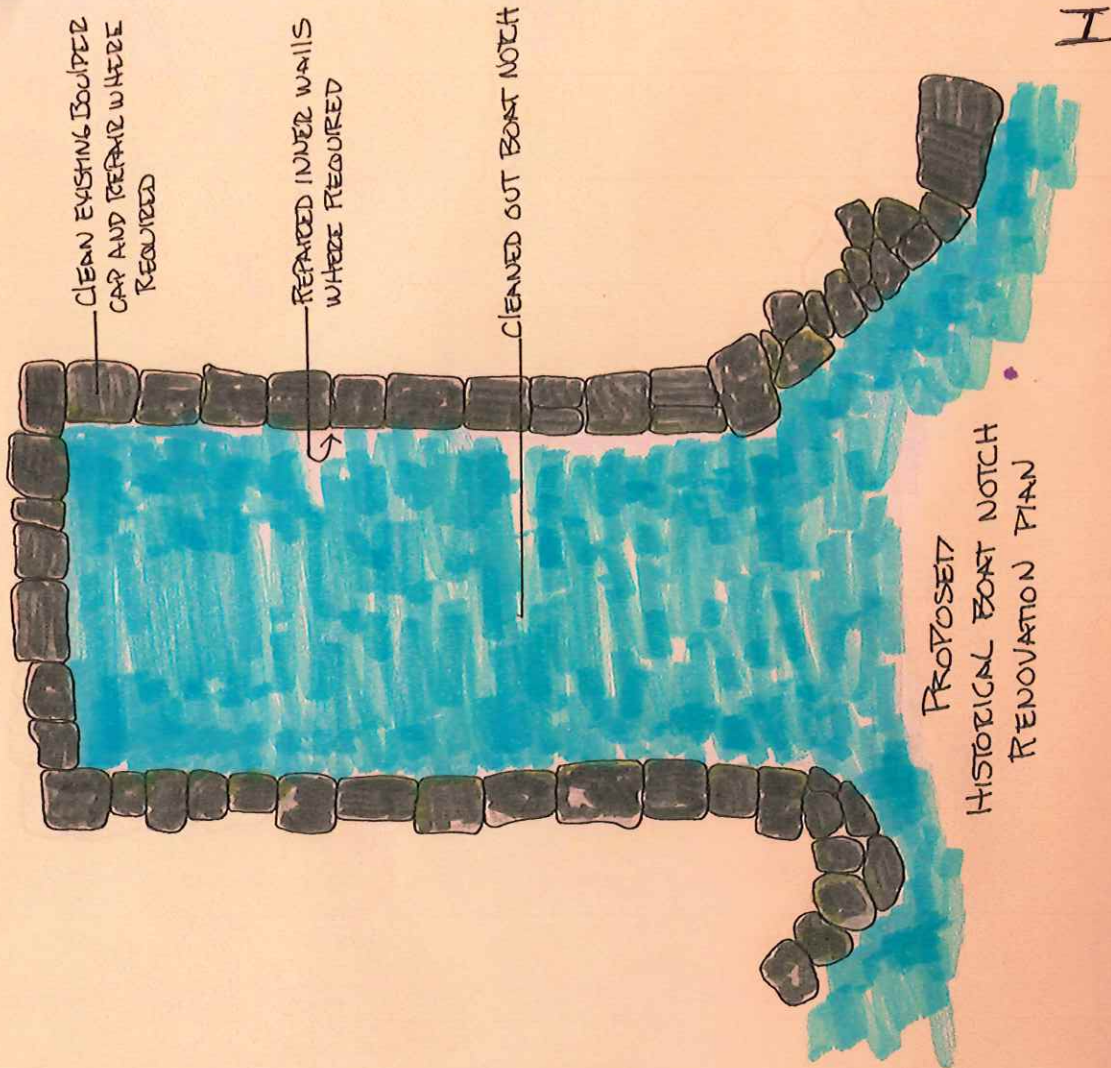 CLEAN EXISTING BOULDER
CAP AND REPAIR WHERE
REQUIRED
REPAIRED INNER WALLS
WHERE REQUIRED
CLEANED OUT BOAT NOTCH
PROPOSED
HISTORICAL BOAT NOTCH
RENOVATION PLAN
I